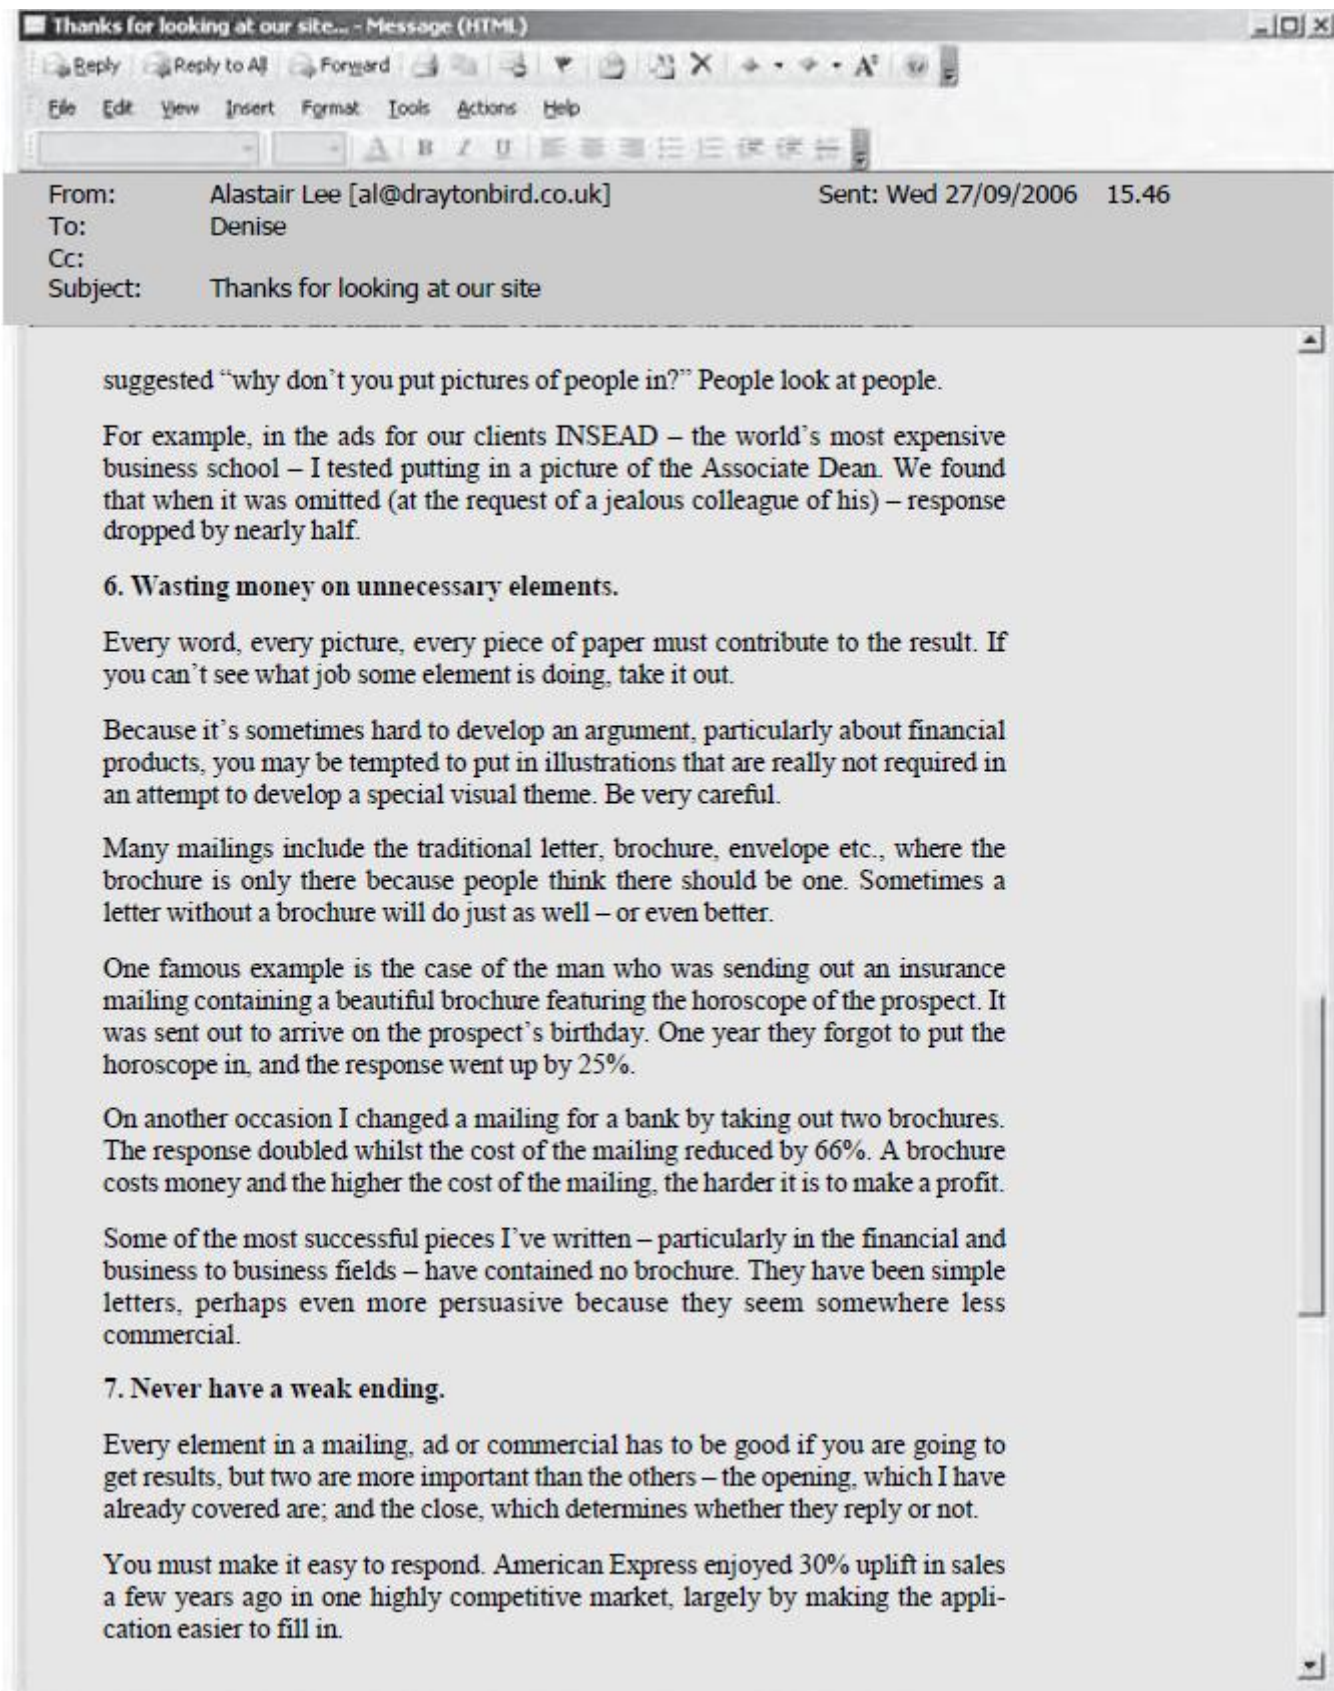 Thanks for looking at our site... - Message (HTML)
Reply Reply to All Forward
File Edit View Insert Format Tools Actions Help
A B I U
From: Alastair Lee [al@draytonbird.co.uk] Sent: Wed 27/09/2006 15.46
To: Denise
Cc:
Subject: Thanks for looking at our site
suggested “why don’t you put pictures of people in?” People look at people.
For example, in the ads for our clients INSEAD – the world’s most expensive
business school – I tested putting in a picture of the Associate Dean. We found
that when it was omitted (at the request of a jealous colleague of his) – response
dropped by nearly half.
6. Wasting money on unnecessary elements.
Every word, every picture, every piece of paper must contribute to the result. If
you can’t see what job some element is doing, take it out.
Because it’s sometimes hard to develop an argument, particularly about financial
products, you may be tempted to put in illustrations that are really not required in
an attempt to develop a special visual theme. Be very careful.
Many mailings include the traditional letter, brochure, envelope etc., where the
brochure is only there because people think there should be one. Sometimes a
letter without a brochure will do just as well – or even better.
One famous example is the case of the man who was sending out an insurance
mailing containing a beautiful brochure featuring the horoscope of the prospect. It
was sent out to arrive on the prospect’s birthday. One year they forgot to put the
horoscope in, and the response went up by 25%.
On another occasion I changed a mailing for a bank by taking out two brochures.
The response doubled whilst the cost of the mailing reduced by 66%. A brochure
costs money and the higher the cost of the mailing, the harder it is to make a profit.
Some of the most successful pieces I’ve written – particularly in the financial and
business to business fields – have contained no brochure. They have been simple
letters, perhaps even more persuasive because they seem somewhere less
commercial.
7. Never have a weak ending.
Every element in a mailing, ad or commercial has to be good if you are going to
get results, but two are more important than the others – the opening, which I have
already covered are; and the close, which determines whether they reply or not.
You must make it easy to respond. American Express enjoyed 30% uplift in sales
a few years ago in one highly competitive market, largely by making the appli-
cation easier to fill in.